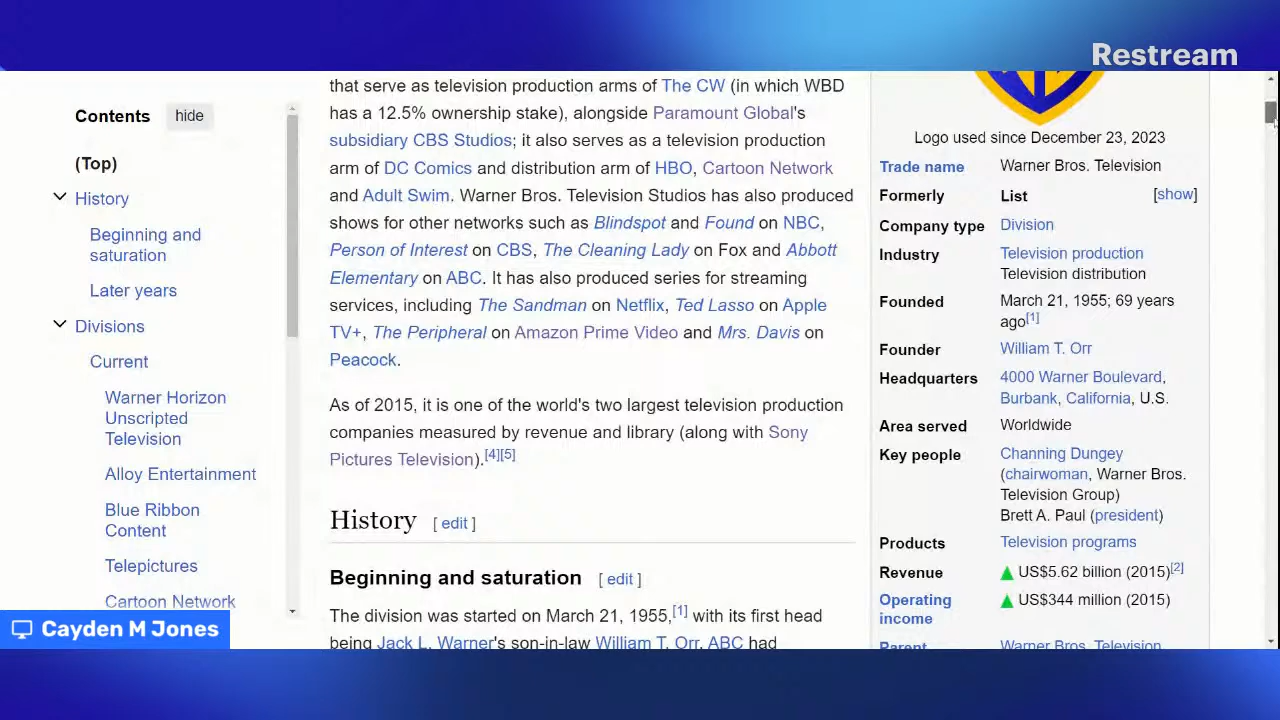 Restream
Contents hide
(Top)
History
Beginning and
saturation
Later years
Divisions
Current
Warner Horizon
Unscripted
Television
Alloy Entertainment
Blue Ribbon
Content
Telepictures
Cartoon Network
that serve as television production arms of The CW (in which WBD
has a 12.5% ownership stake), alongside Paramount Global's
subsidiary CBS Studios; it also serves as a television production
arm of DC Comics and distribution arm of HBO, Cartoon Network
and Adult Swim. Warner Bros. Television Studios has also produced
shows for other networks such as Blindspot and Found on NBC,
Person of Interest on CBS, The Cleaning Lady on Fox and Abbott
Elementary on ABC. It has also produced series for streaming
services, including The Sandman on Netflix, Ted Lasso on Apple
TV+, The Peripheral on Amazon Prime Video and Mrs. Davis on
Peacock.
As of 2015, it is one of the world's two largest television production
companies measured by revenue and library (along with Sony
Pictures Television).[4][5]
History [ edit ]
Beginning and saturation [ edit ]
The division was started on March 21, 1955,[1] with its first head
being Jack L. Warner's son-in-law William T. Orr. ABC had
Logo used since December 23, 2023
Trade name Warner Bros. Television
Formerly List [show]
Company type Division
Industry Television production
Television distribution
Founded March 21, 1955; 69 years
ago[1]
Founder William T. Orr
Headquarters 4000 Warner Boulevard,
Burbank, California, U.S.
Area served Worldwide
Key people Channing Dungey
(chairwoman, Warner Bros.
Television Group)
Brett A. Paul (president)
Products Television programs
Revenue US$5.62 billion (2015)[2]
Operating US$344 million (2015)
income
Parent Warner Bros. Television
Cayden M Jones